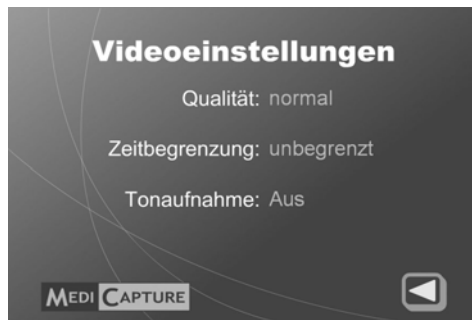 Videoeinstellungen
Qualität: normal
Zeitbegrenzung: unbegrenzt
Tonaufnahme: Aus
MEDI CAPTURE